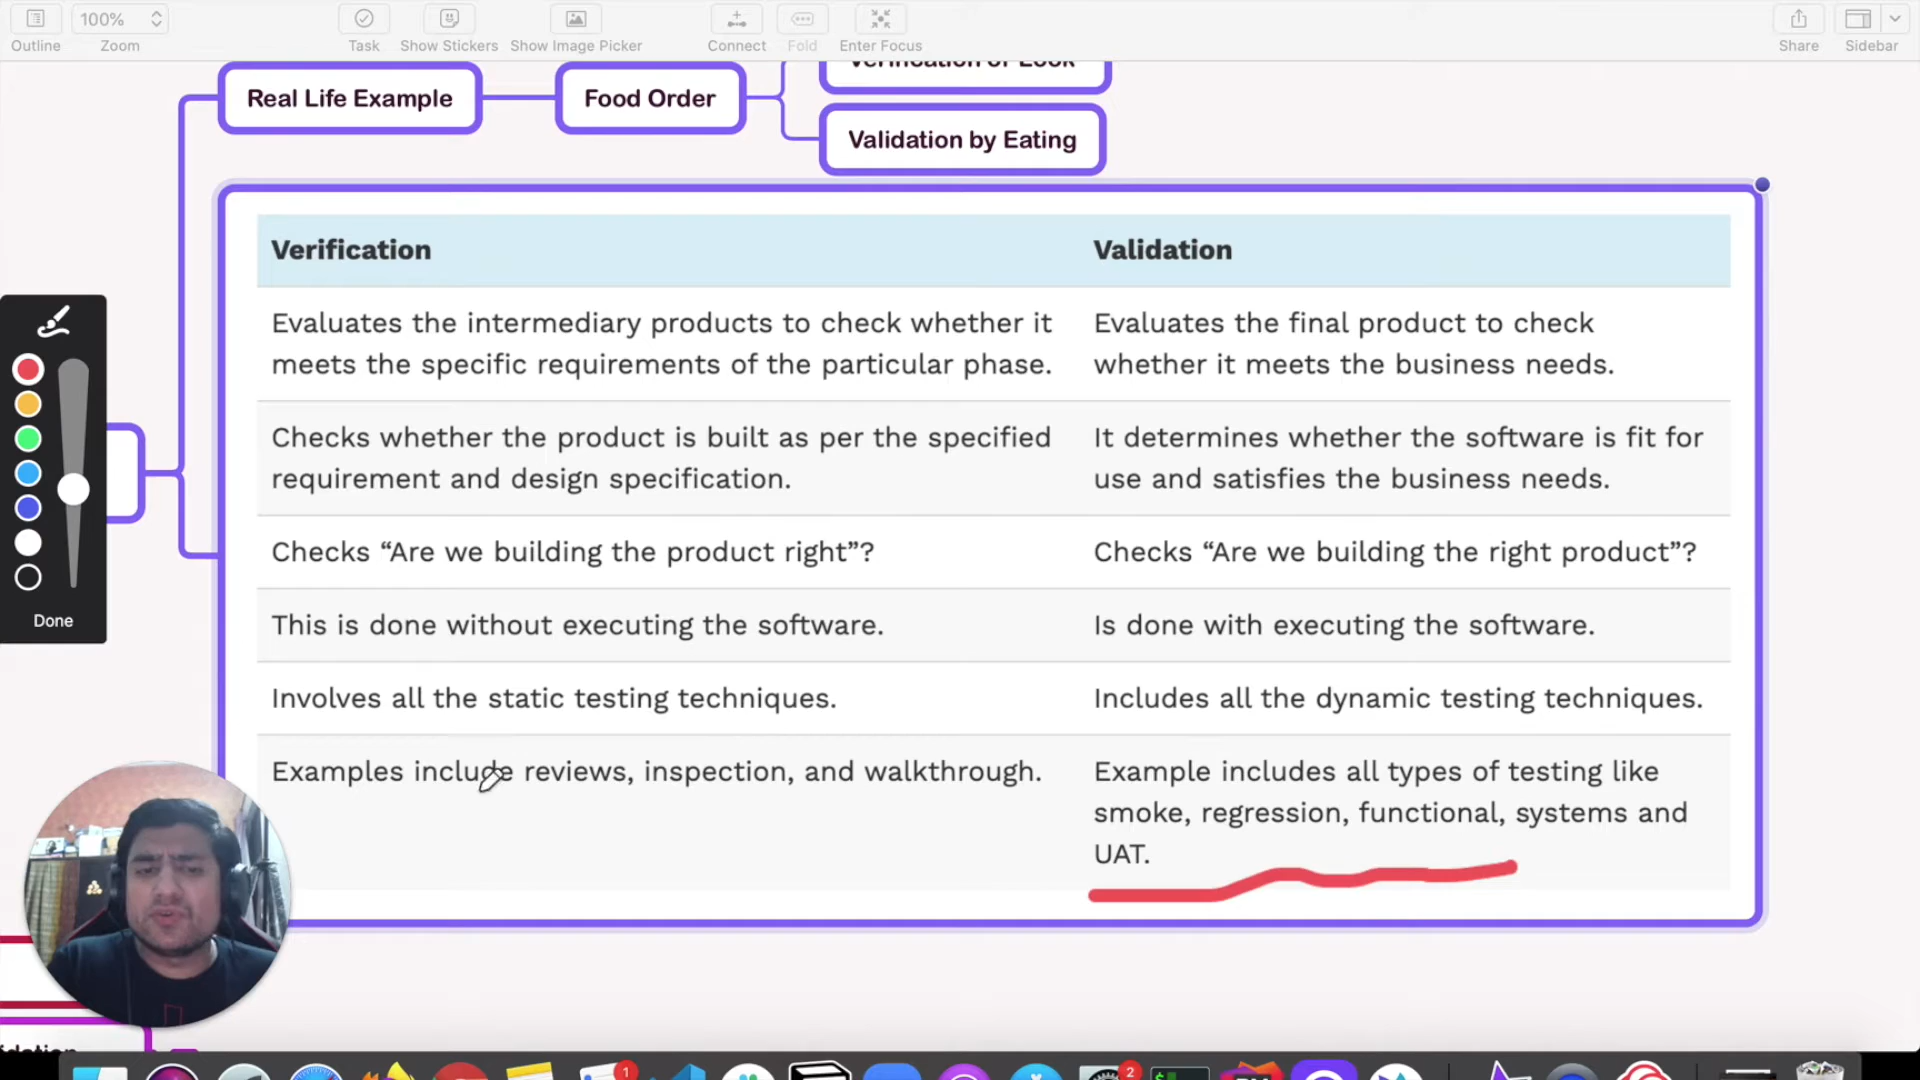 100%
Outline
Zoom
Task
Show Stickers
Show Image Picker
Connect
Fold
Enter Focus
Share
Sidebar
Real Life Example
Food Order
Verification of Look
Validation by Eating
Verification
Validation
Evaluates the intermediary products to check whether it
meets the specific requirements of the particular phase.
Evaluates the final product to check
whether it meets the business needs.
Checks whether the product is built as per the specified
requirement and design specification.
It determines whether the software is fit for
use and satisfies the business needs.
Checks “Are we building the product right”?
Checks “Are we building the right product”?
This is done without executing the software.
Is done with executing the software.
Involves all the static testing techniques.
Includes all the dynamic testing techniques.
Examples include reviews, inspection, and walkthrough.
Example includes all types of testing like
smoke, regression, functional, systems and
UAT.
Done
1
2